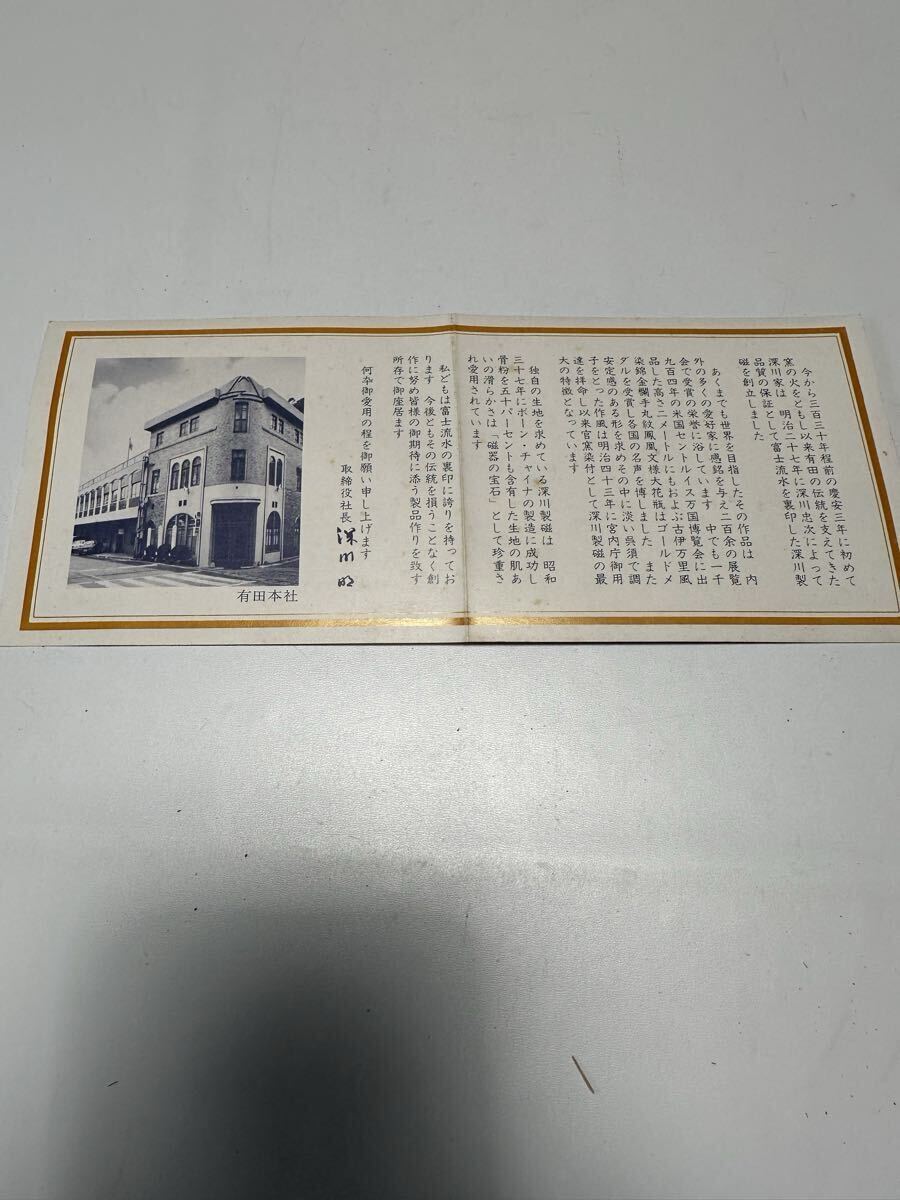 今から三百三十年程前の慶安三年に初めて
窯の火をともし以来有田の伝統を支えてきた
深川家は　明治二十七年に深川忠次によって
品質の保証として富士流水を裏印した深川製
磁を創立しました
あくまでも世界を目指したその作品は　内
外の多くの愛好家に感銘を与え二百余の展覧
会で受賞の栄誉に浴しています　中でも一千
九百四年の米国セントルイス万国博覧会に出
品した高さ二メートルにもおよぶ古伊万里風
染錦金襴手丸紋鳳凰文様大花瓶はゴールドメ
ダルを受賞し各国の名声を博しました　また
安定感のある形を求めその中に淡い呉須で調
子をとった作風は明治四十三年に宮内庁御用
達を拝命し以来官窯染付として深川製磁の最
大の特徴となっています
独自の生地を求めている深川製磁は　昭和
三十七年にボーン・チャイナの製造に成功し
骨粉を五十パーセントも含有した生地の肌あ
いの滑らかさは「磁器の宝石」として珍重さ
れ愛用されています
私どもは富士流水の裏印に誇りを持ってお
ります　今後ともその伝統を損うことなく創
作に努め皆様の御期待に添う製品作りを致す
所存で御座居ます
何卒御愛用の程を御願い申し上げます
取締役社長　深川明
有田本社